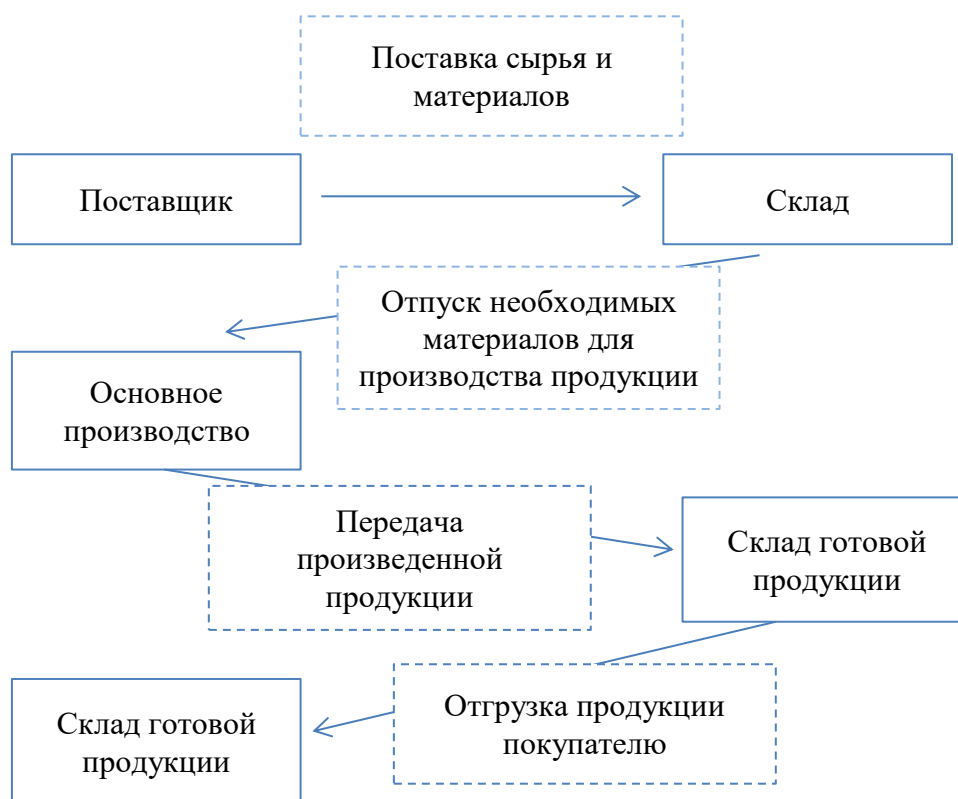 Поставка сырья и
материалов
Поставщик
Склад
Отпуск необходимых
материалов для
производства продукции
Основное
производство
Передача
произведенной
продукции
Склад готовой
продукции
Отгрузка продукции
покупателю
Склад готовой
продукции